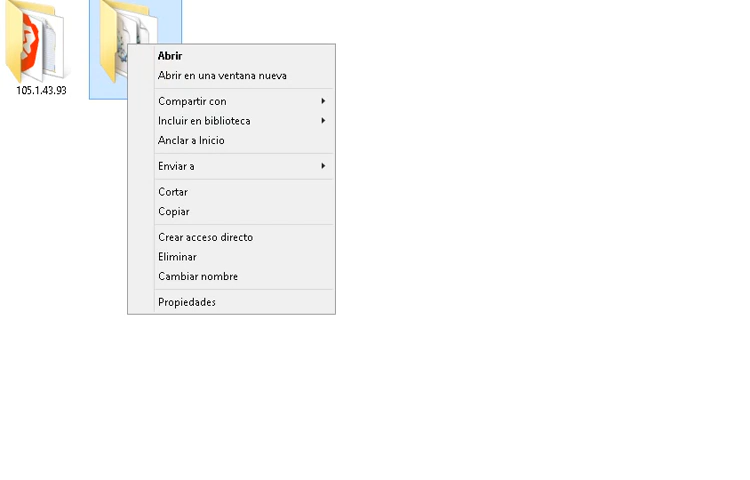 105.1.43.93
Abrir
Abrir en una ventana nueva
Compartir con
Incluir en biblioteca
Anclar a Inicio
Enviar a
Cortar
Copiar
Crear acceso directo
Eliminar
Cambiar nombre
Propiedades